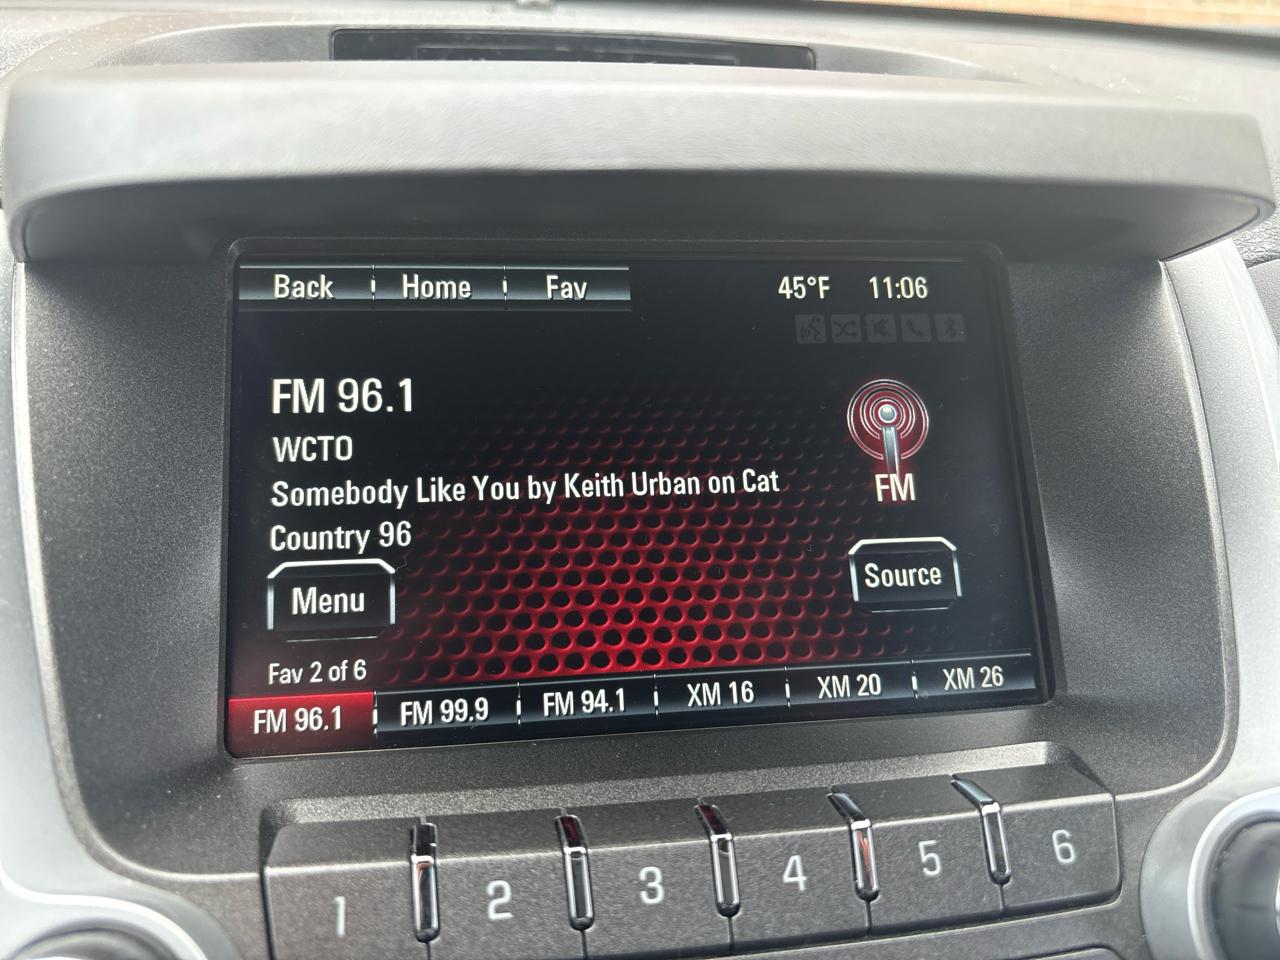 Back Home Fav 45°F 11:06
FM 96.1
WCTO
Somebody Like You by Keith Urban on Cat
Country 96
FM
Menu
Source
Fav 2 of 6
FM 96.1 FM 99.9 FM 94.1 XM 16 XM 20 XM 26
1 2 3 4 5 6